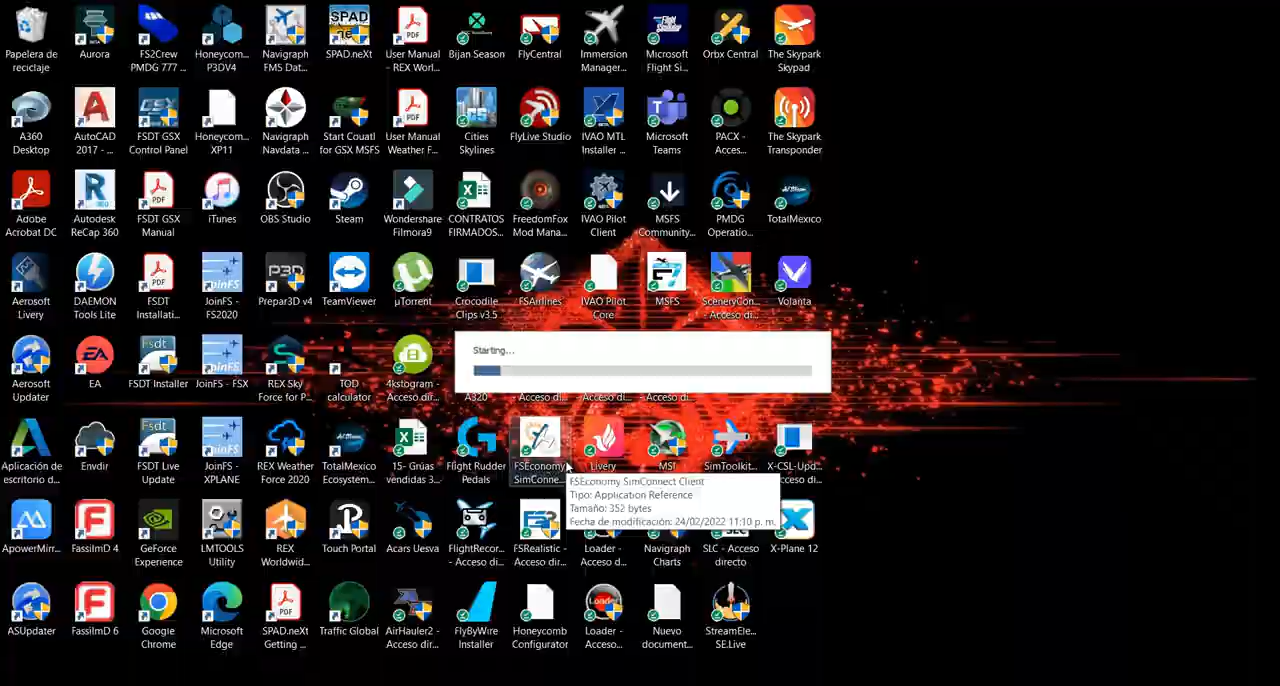 Papelera de
reciclaje
Aurora
FS2Crew
PMDG 777 ...
Honeycom...
P3DV4
Navigraph
FMS Dat...
SPAD.neXt
User Manual
- REX Worl...
Bijan Season
FlyCentral
Immersion
Manager...
Microsoft
Flight Si...
Orbx Central
The Skypark
Skypad
A360
Desktop
AutoCAD
2017 - ...
FSDT GSX
Control Panel
Honeycom...
XP11
Navigraph
Navdata ...
Start Couatl
for GSX MSFS
User Manual
Weather F...
Cities
Skylines
FlyLive Studio
IVAO MTL
Installer ...
Microsoft
Teams
PACX -
Acces...
The Skypark
Transponder
Adobe
Acrobat DC
Autodesk
ReCap 360
FSDT GSX
Manual
iTunes
OBS Studio
Steam
Wondershare
Filmora9
CONTRATOS
FIRMADOS...
FreedomFox
Mod Mana...
IVAO Pilot
Client
MSFS
Community...
PMDG
Operatio...
TotalMexico
Aerosoft
Livery
DAEMON
Tools Lite
FSDT
Installati...
JoinFS -
FS2020
Prepar3D v4
TeamViewer
µTorrent
Crocodile
Clips v3.5
FSAirlines
IVAO Pilot
Core
MSFS
SceneryCon...
- Acceso di...
Volanta
Starting...
Aerosoft
Updater
EA
FSDT Installer
JoinFS - FSX
REX Sky
Force for P...
TOD
calculator
4kstogram -
Acceso dir...
A320
- Acceso di...
- Acceso di...
- Acceso di...
Aplicación de
escritorio d...
Envdir
FSDT Live
Update
JoinFS -
XPLANE
REX Weather
Force 2020
TotalMexico
Ecosystem...
15- Grúas
vendidas 3...
Flight Rudder
Pedals
FSEconomy
SimConne...
Livery
SimToolkit...
X-CSL-Upd...
FSEconomy SimConnect Client
Tipo: Application Reference
Tamaño: 352 bytes
Fecha de modificación: 24/02/2022 11:10 p. m.
ApowerMirr...
FassilmD 4
GeForce
Experience
LMTOOLS
Utility
REX
Worldwid...
Touch Portal
Acars Uesva
FlightRecor...
- Acceso di...
FSRealistic -
Acceso dir...
Loader -
Acceso d...
Navigraph
Charts
SLC - Acceso
directo
X-Plane 12
ASUpdater
FassilmD 6
Google
Chrome
Microsoft
Edge
SPAD.neXt
Getting ...
Traffic Global
AirHauler2 -
Acceso dir...
FlyByWire
Installer
Honeycomb
Configurator
Loader -
Acceso...
Nuevo
document...
StreamEle...
SE.Live